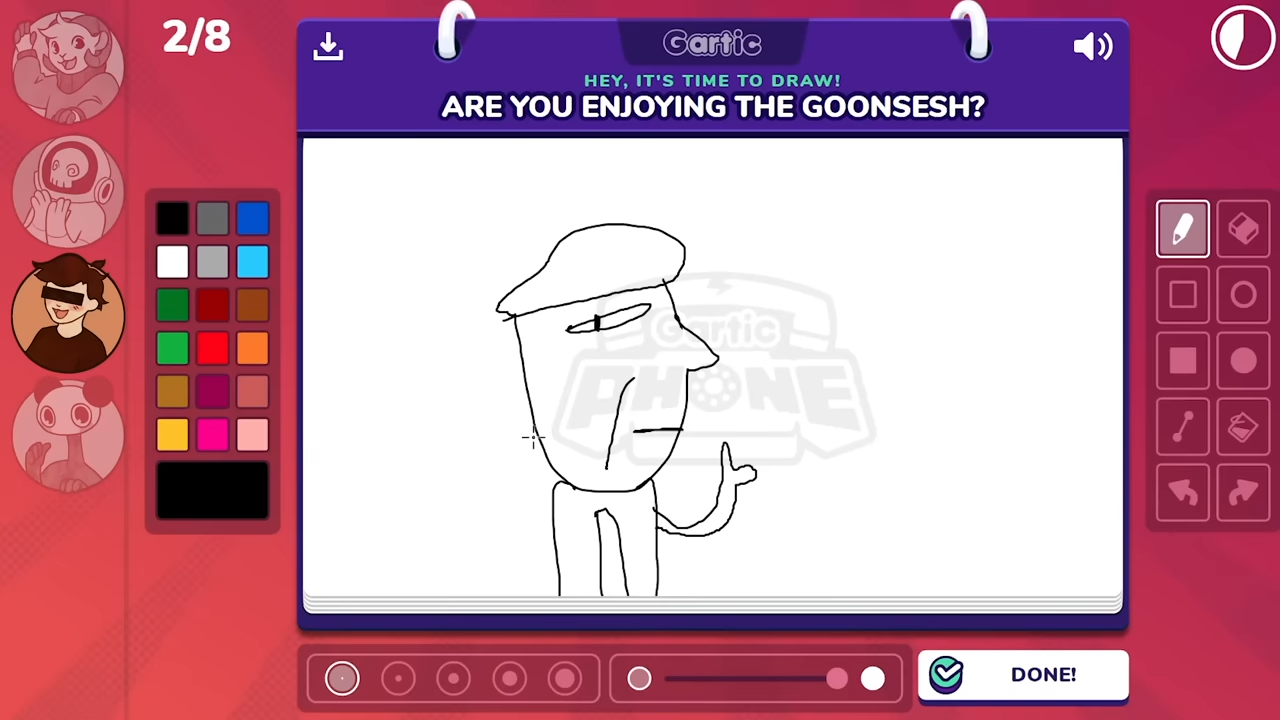 2/8
Gartic
HEY, IT'S TIME TO DRAW!
ARE YOU ENJOYING THE GOONSESH?
Gartic
PHONE
DONE!